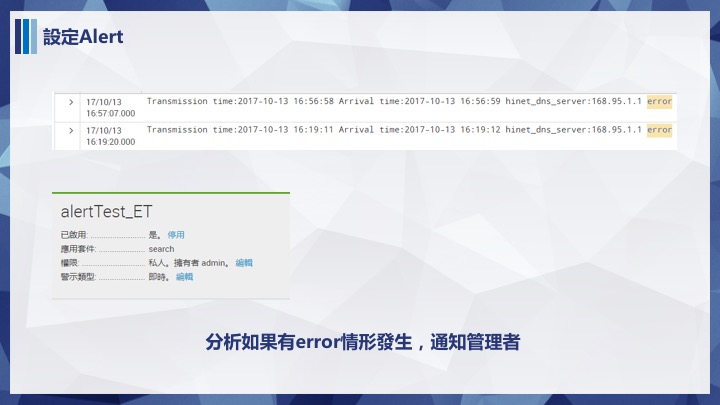 設定Alert
17/10/13 Transmission time:2017-10-13 16:56:58 Arrival time:2017-10-13 16:56:59 hinet_dns_server:168.95.1.1 error
16:57:07.000
17/10/13 Transmission time:2017-10-13 16:19:11 Arrival time:2017-10-13 16:19:12 hinet_dns_server:168.95.1.1 error
16:19:20.000
alertTest_ET
已啟用: ........................ 是。 停用
應用套件: .................... search
權限: ............................ 私人。擁有者 admin。 編輯
警示類型: .................... 即時。 編輯
分析如果有error情形發生，通知管理者